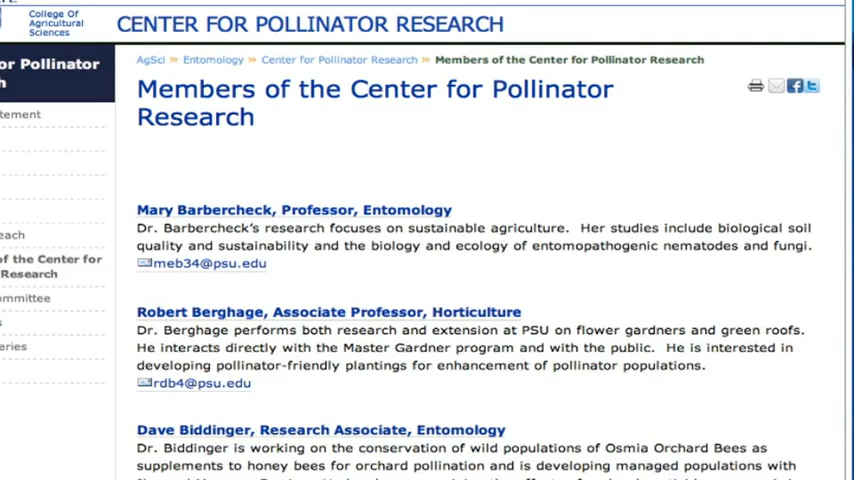 College Of
Agricultural
Sciences
CENTER FOR POLLINATOR RESEARCH
AgSci » Entomology » Center for Pollinator Research » Members of the Center for Pollinator Research
or Pollinator
h
tement
each
of the Center for
Research
ommittee
s
eries
Members of the Center for Pollinator
Research
Mary Barbercheck, Professor, Entomology
Dr. Barbercheck's research focuses on sustainable agriculture. Her studies include biological soil
quality and sustainability and the biology and ecology of entomopathogenic nematodes and fungi.
meb34@psu.edu
Robert Berghage, Associate Professor, Horticulture
Dr. Berghage performs both research and extension at PSU on flower gardners and green roofs.
He interacts directly with the Master Gardner program and with the public. He is interested in
developing pollinator-friendly plantings for enhancement of pollinator populations.
rdb4@psu.edu
Dave Biddinger, Research Associate, Entomology
Dr. Biddinger is working on the conservation of wild populations of Osmia Orchard Bees as
supplements to honey bees for orchard pollination and is developing managed populations with